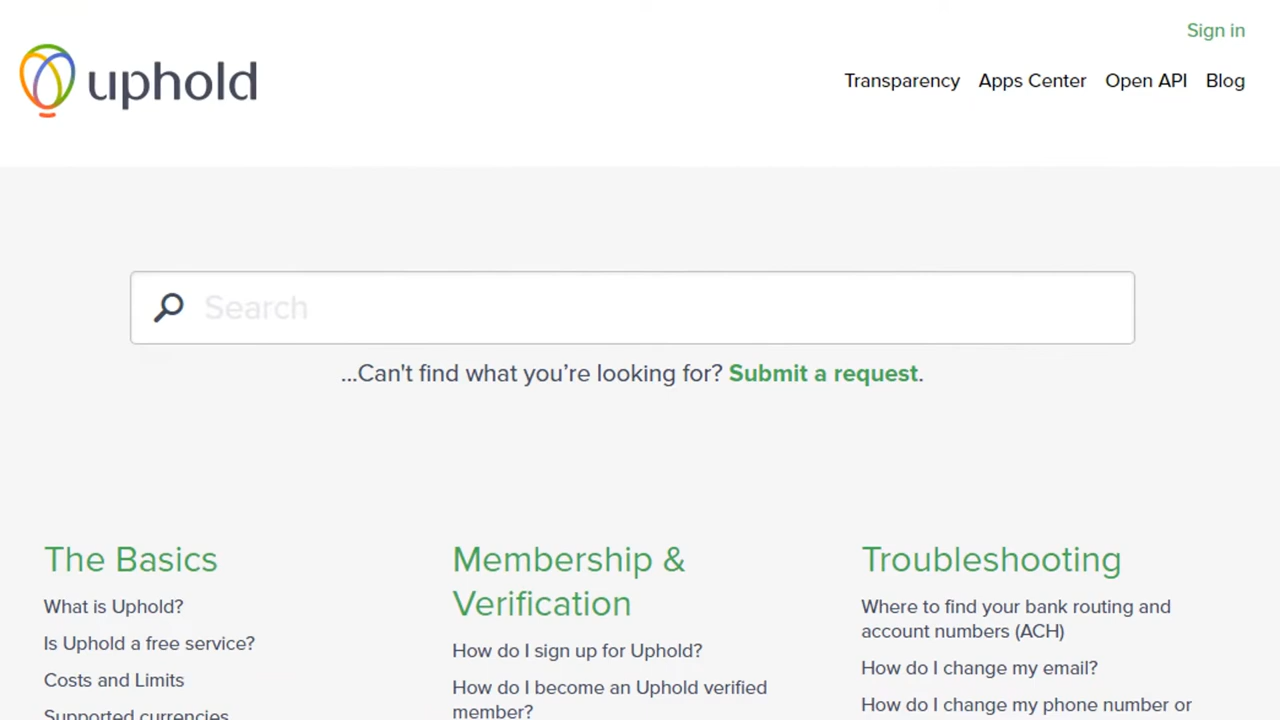 Sign in
uphold
Transparency Apps Center Open API Blog
Search
...Can't find what you’re looking for? Submit a request.
The Basics
What is Uphold?
Is Uphold a free service?
Costs and Limits
Supported currencies
Membership &
Verification
How do I sign up for Uphold?
How do I become an Uphold verified
member?
Troubleshooting
Where to find your bank routing and
account numbers (ACH)
How do I change my email?
How do I change my phone number or